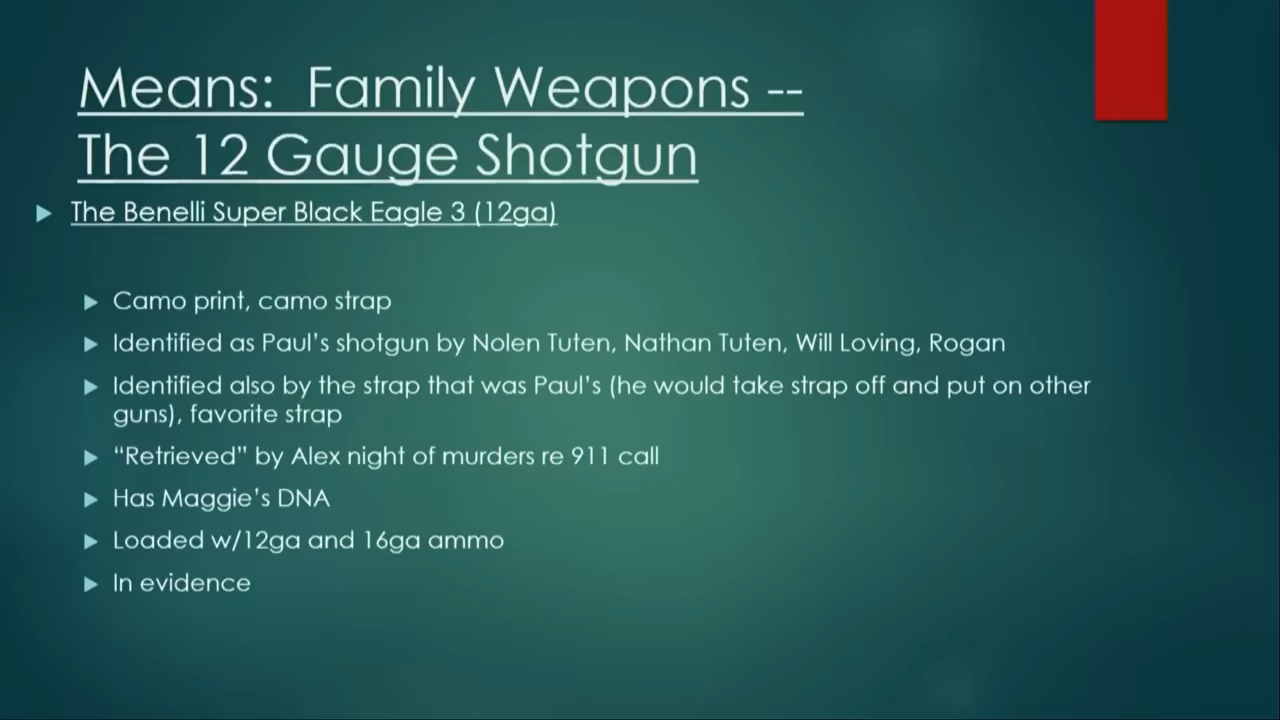 Means:  Family Weapons --
The 12 Gauge Shotgun
The Benelli Super Black Eagle 3 (12ga)
Camo print, camo strap
Identified as Paul’s shotgun by Nolen Tuten, Nathan Tuten, Will Loving, Rogan
Identified also by the strap that was Paul’s (he would take strap off and put on other
guns), favorite strap
“Retrieved” by Alex night of murders re 911 call
Has Maggie’s DNA
Loaded w/12ga and 16ga ammo
In evidence